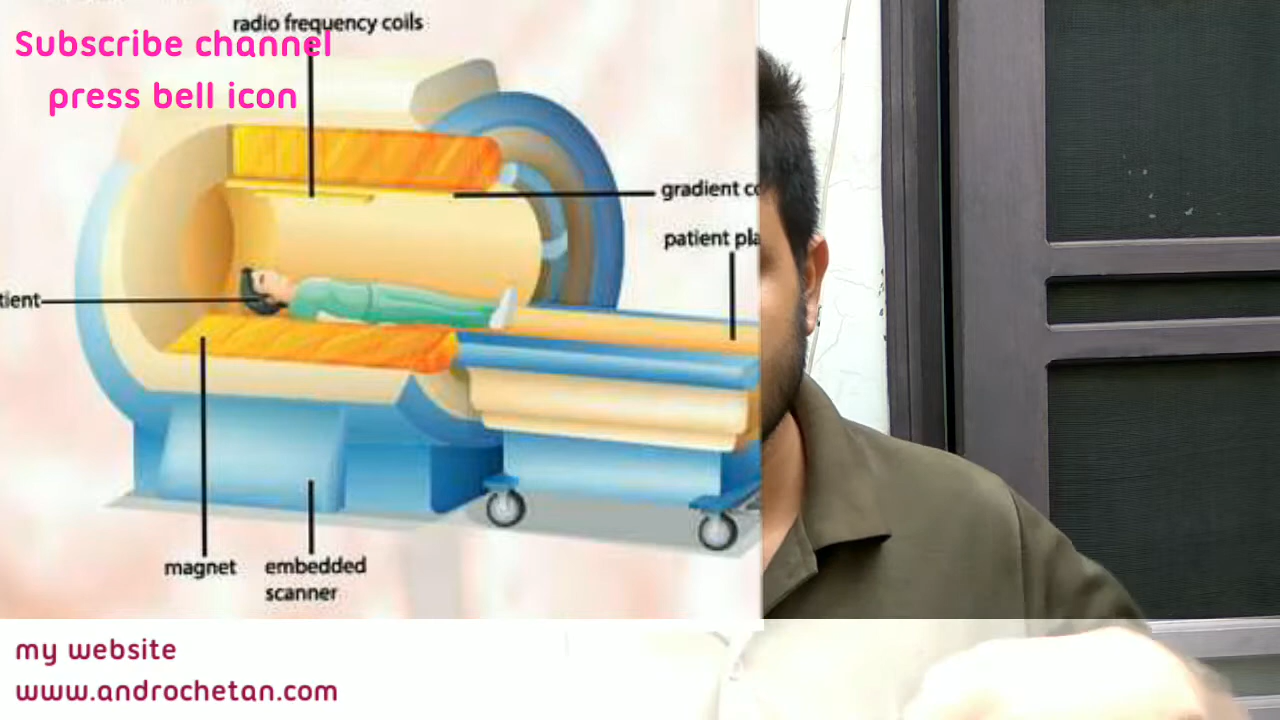 radio frequency coils
Subscribe channel
press bell icon
gradient co
patient pla
tient
magnet
embedded
scanner
my website
www.androchetan.com